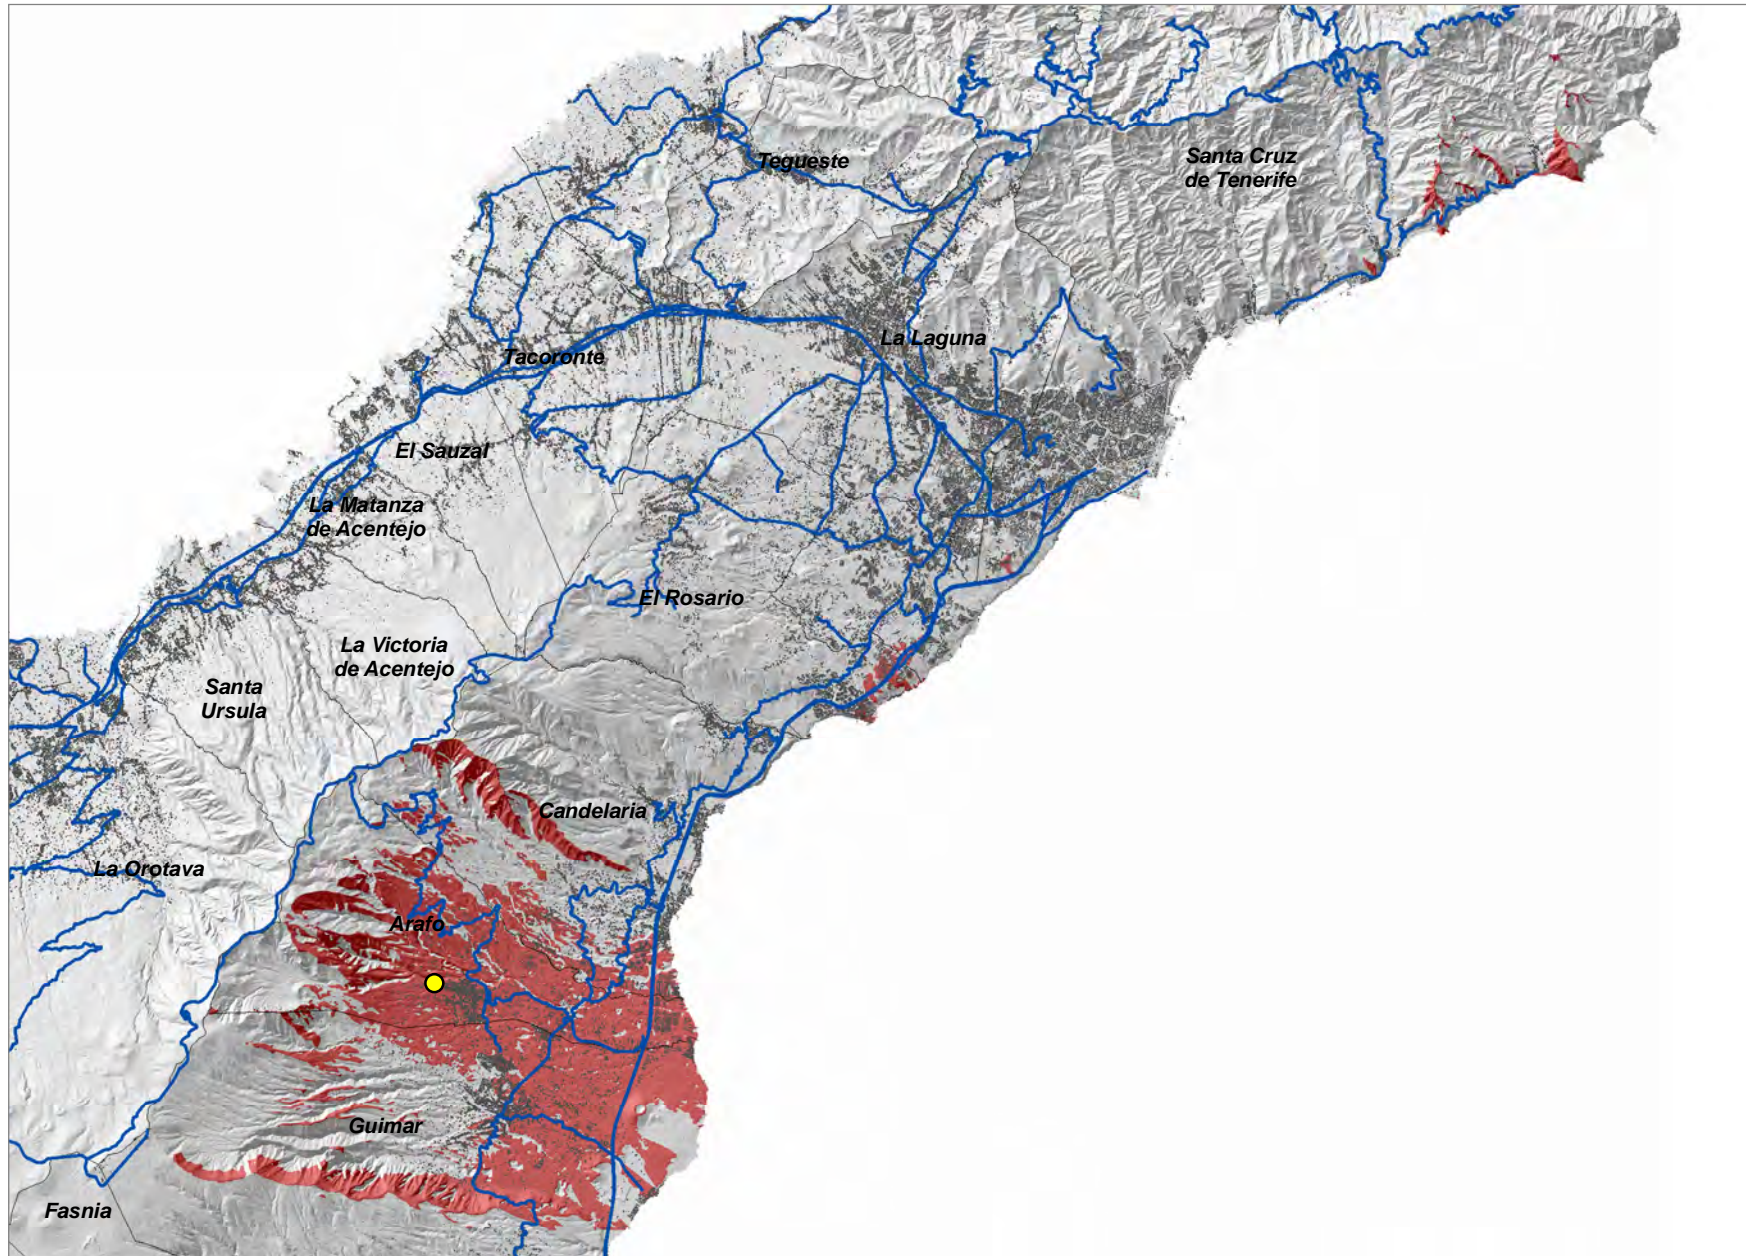 Tegueste
Santa Cruz
de Tenerife
La Laguna
Tacoronte
El Sauzal
La Matanza
de Acentejo
El Rosario
La Victoria
de Acentejo
Santa
Ursula
Candelaria
La Orotava
Arafo
Guimar
Fasnia